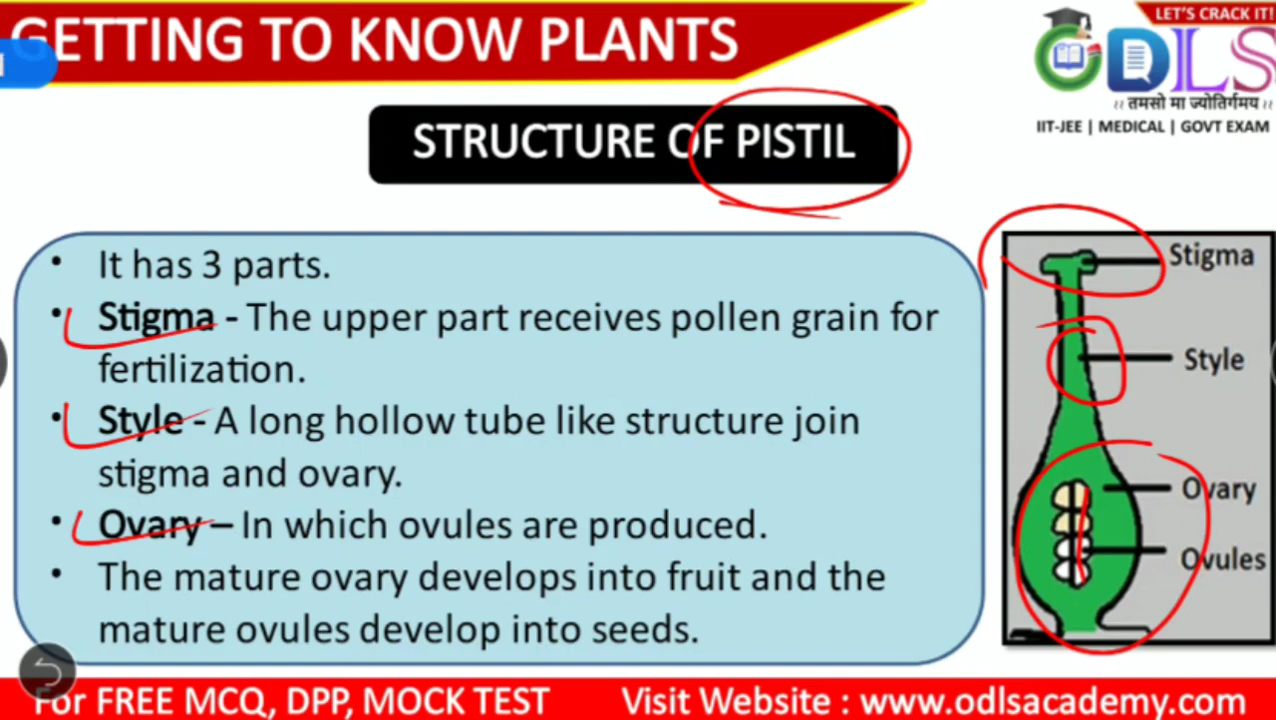 GETTING TO KNOW PLANTS
LET'S CRACK IT!
ODLS
।। तमसो मा ज्योतिर्गमय ।।
IIT-JEE | MEDICAL | GOVT EXAM
STRUCTURE OF PISTIL
• It has 3 parts.
• Stigma - The upper part receives pollen grain for
fertilization.
• Style - A long hollow tube like structure join
stigma and ovary.
• Ovary – In which ovules are produced.
• The mature ovary develops into fruit and the
mature ovules develop into seeds.
Stigma
Style
Ovary
Ovules
For FREE MCQ, DPP, MOCK TEST Visit Website : www.odlsacademy.com